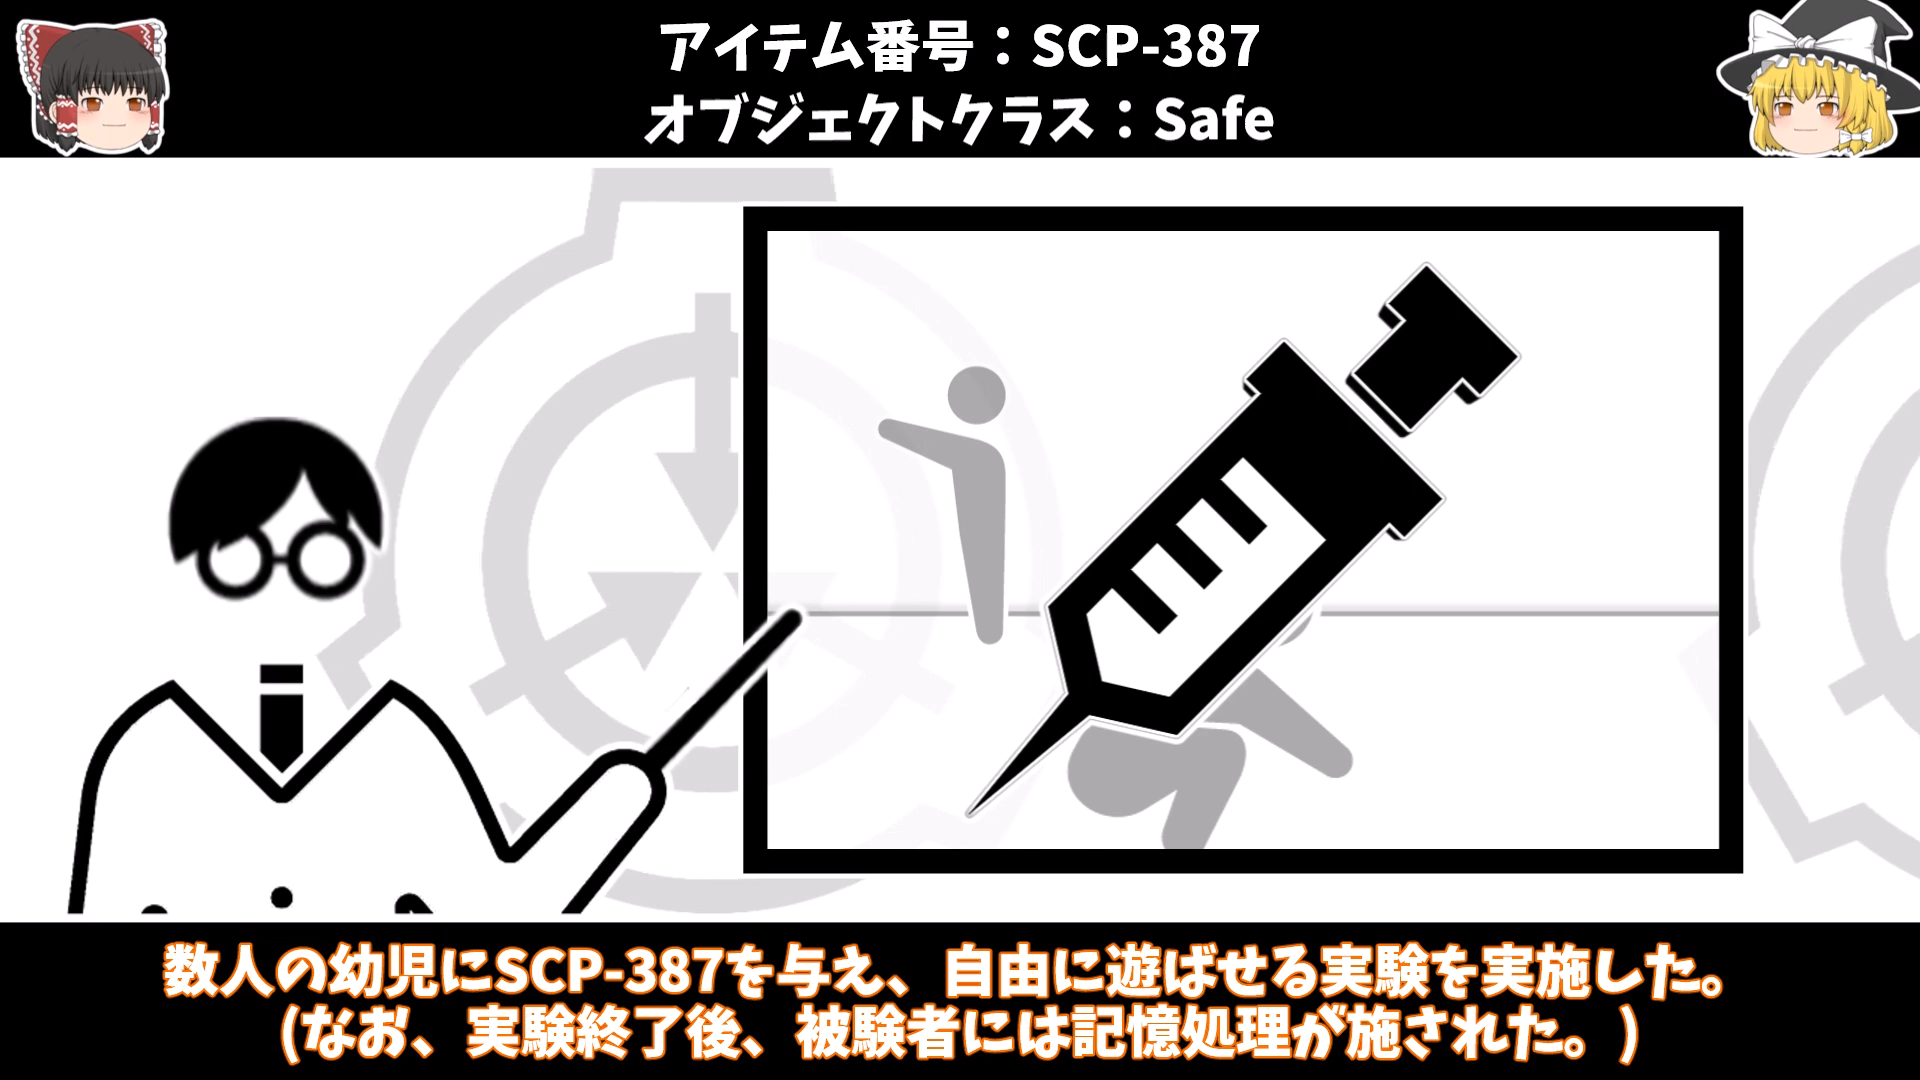 アイテム番号：SCP-387
オブジェクトクラス：Safe
数人の幼児にSCP-387を与え、自由に遊ばせる実験を実施した。
(なお、実験終了後、被験者には記憶処理が施された。)